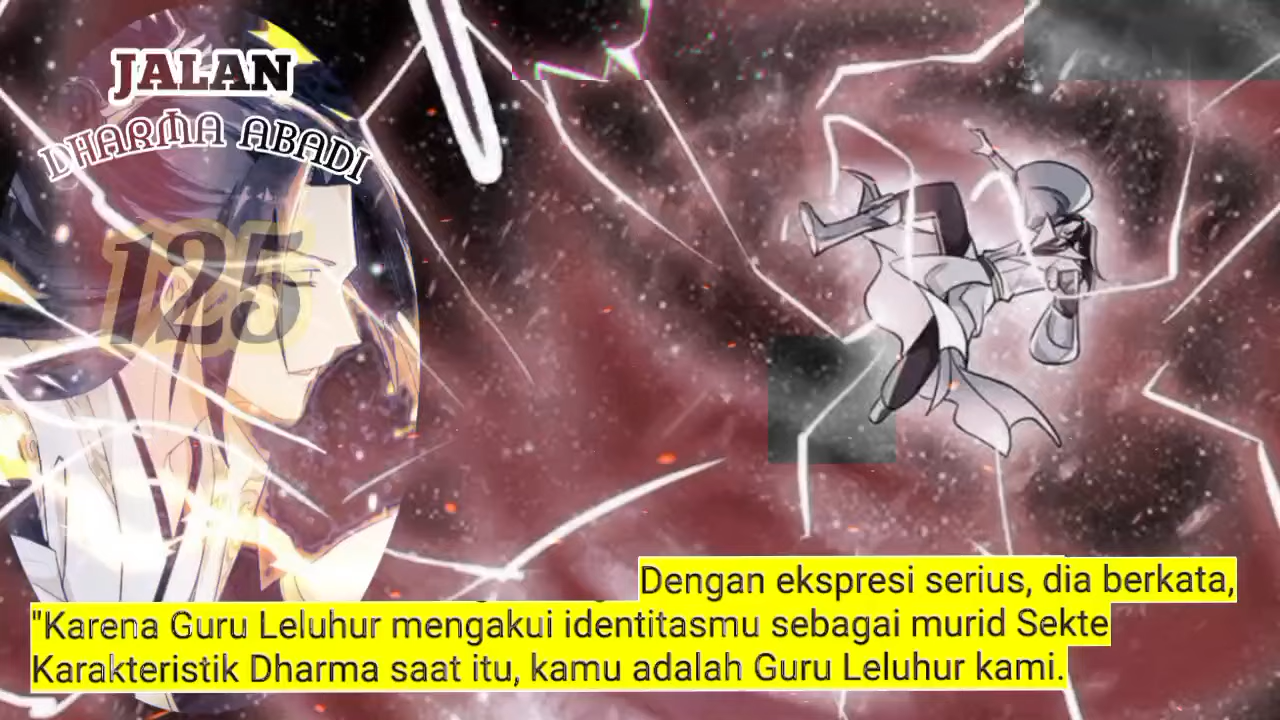 JALAN
DHARMA ABADI
125
Dengan ekspresi serius, dia berkata,
"Karena Guru Leluhur mengakui identitasmu sebagai murid Sekte
Karakteristik Dharma saat itu, kamu adalah Guru Leluhur kami.